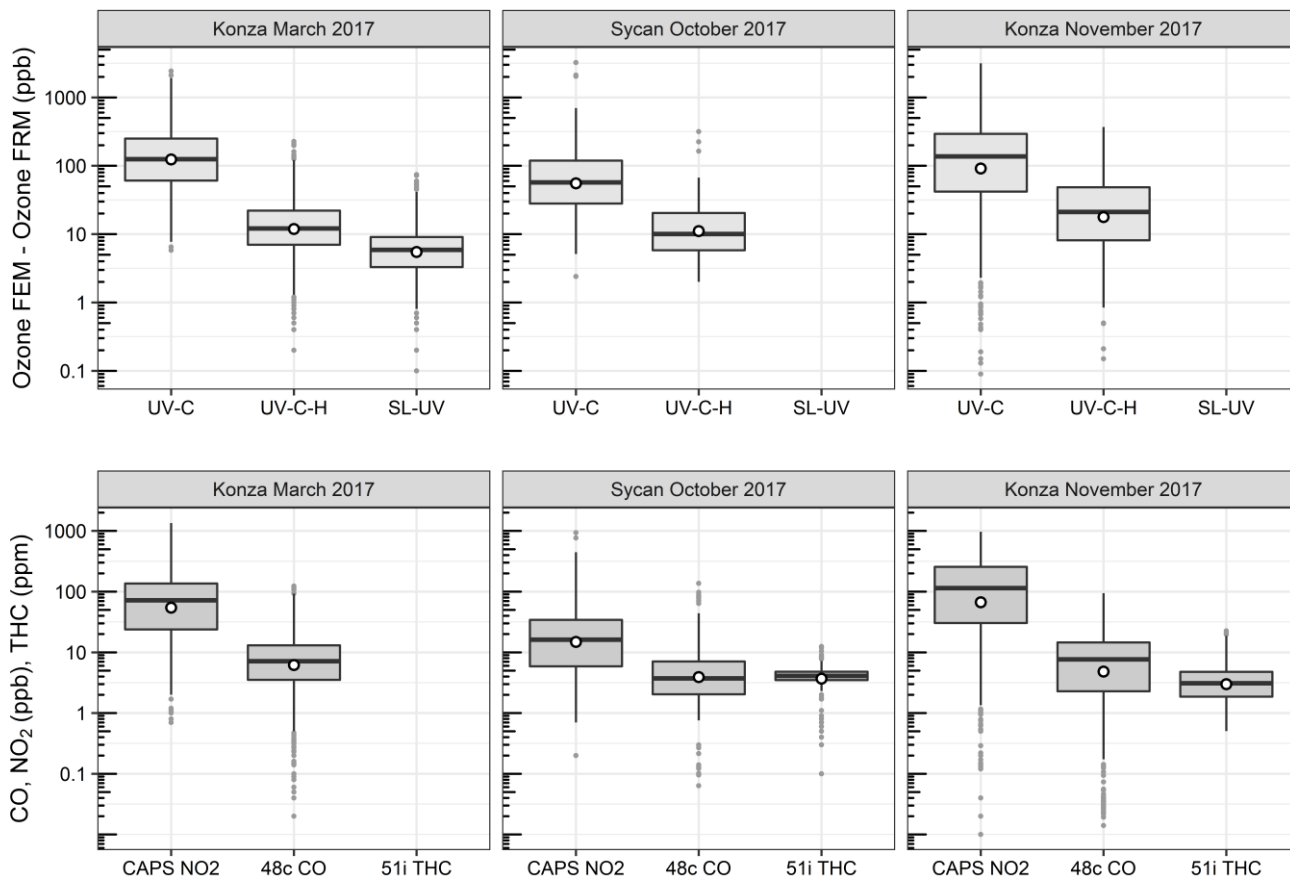 Konza March 2017 Sycan October 2017 Konza November 2017
Ozone FEM - Ozone FRM (ppb)
1000
100
10
1
0.1
UV-C UV-C-H SL-UV UV-C UV-C-H SL-UV UV-C UV-C-H SL-UV
Konza March 2017 Sycan October 2017 Konza November 2017
CO, NO₂ (ppb), THC (ppm)
1000
100
10
1
0.1
CAPS NO2 48c CO 51i THC CAPS NO2 48c CO 51i THC CAPS NO2 48c CO 51i THC